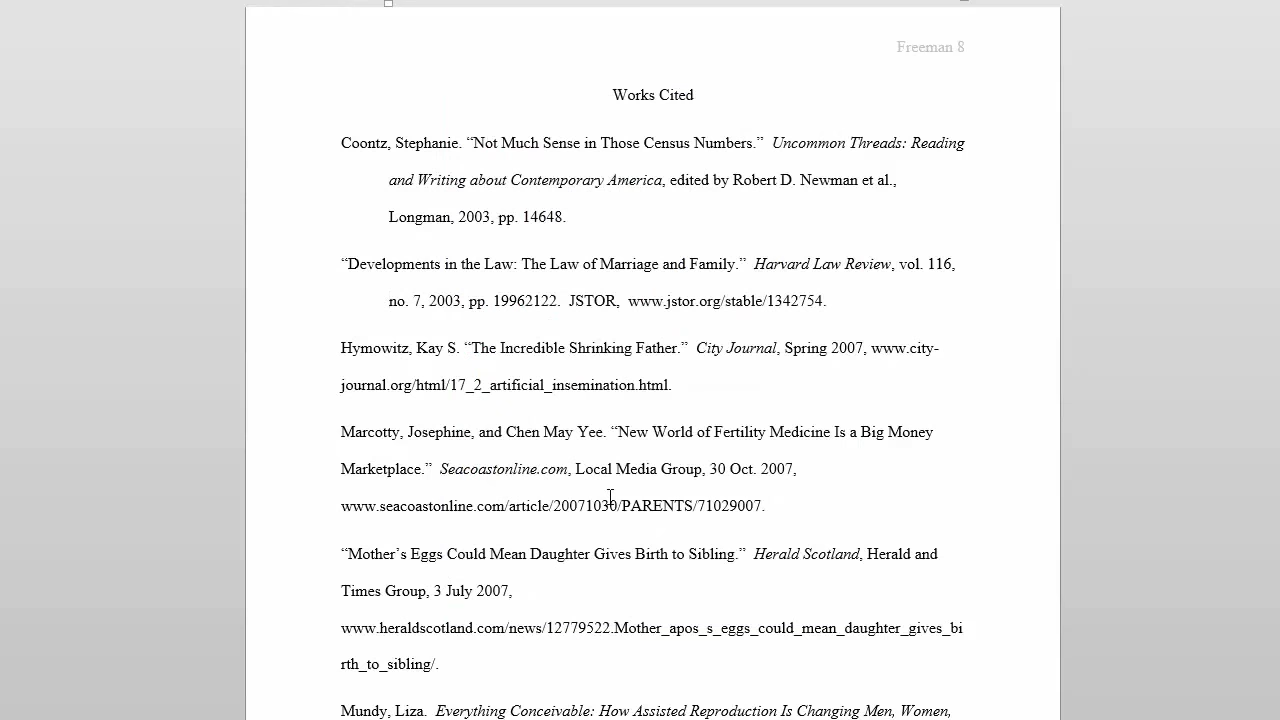 Freeman 8
Works Cited
Coontz, Stephanie. “Not Much Sense in Those Census Numbers.”  Uncommon Threads: Reading
and Writing about Contemporary America, edited by Robert D. Newman et al.,
Longman, 2003, pp. 14648.
“Developments in the Law: The Law of Marriage and Family.”  Harvard Law Review, vol. 116,
no. 7, 2003, pp. 19962122.  JSTOR,  www.jstor.org/stable/1342754.
Hymowitz, Kay S. “The Incredible Shrinking Father.”  City Journal, Spring 2007, www.city-
journal.org/html/17_2_artificial_insemination.html.
Marcotty, Josephine, and Chen May Yee. “New World of Fertility Medicine Is a Big Money
Marketplace.”  Seacoastonline.com, Local Media Group, 30 Oct. 2007,
www.seacoastonline.com/article/20071030/PARENTS/71029007.
“Mother’s Eggs Could Mean Daughter Gives Birth to Sibling.”  Herald Scotland, Herald and
Times Group, 3 July 2007,
www.heraldscotland.com/news/12779522.Mother_apos_s_eggs_could_mean_daughter_gives_bi
rth_to_sibling/.
Mundy, Liza.  Everything Conceivable: How Assisted Reproduction Is Changing Men, Women,